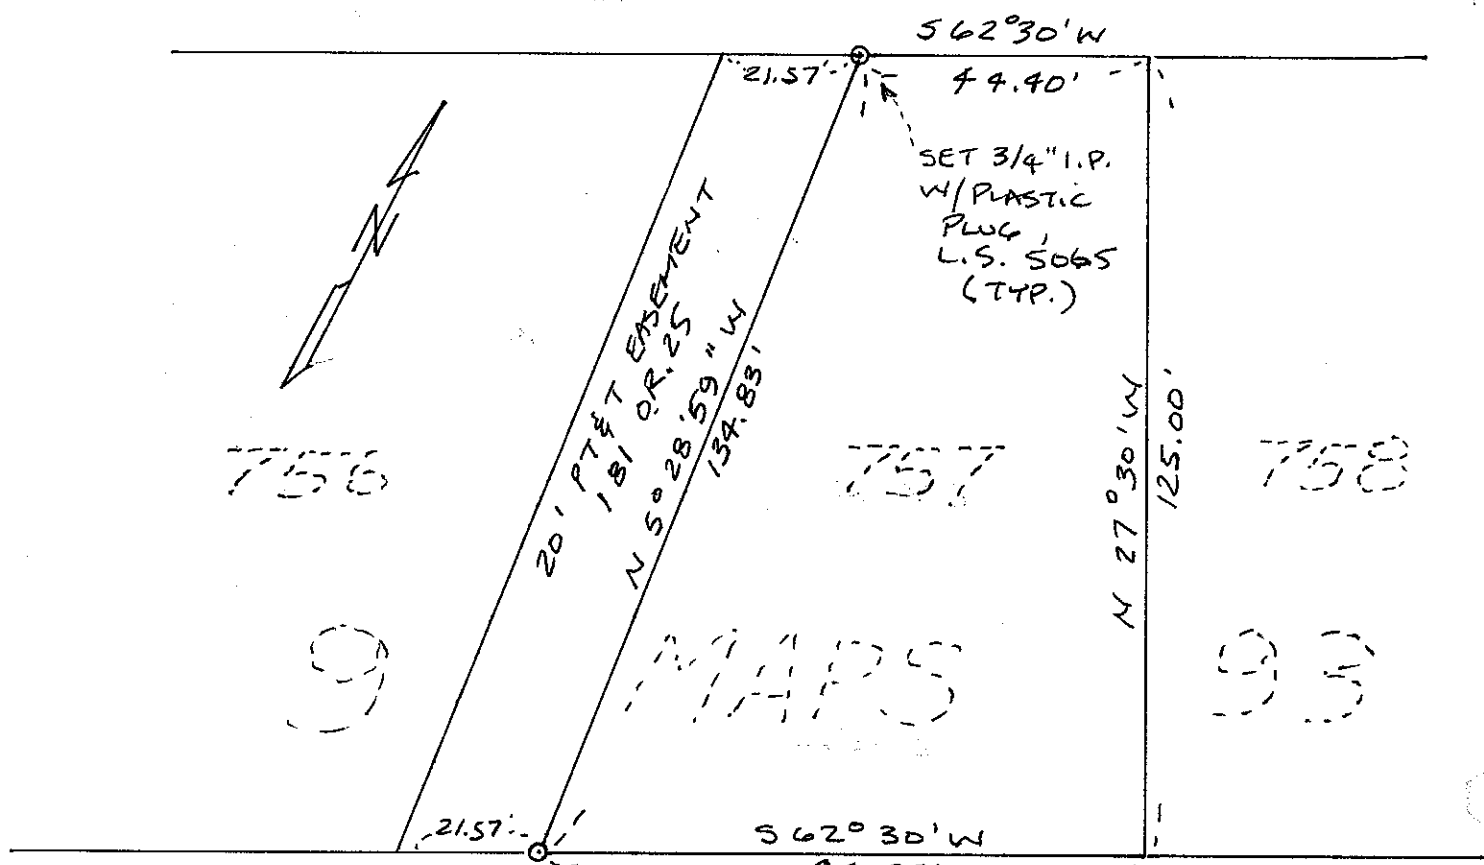 S 62°30' W
21.57'
44.40'
SET 3/4" I.P.
W/PLASTIC
PLUG,
L.S. 5065
(TYP.)
N
20' PT&T EASEMENT
181 O.R. 25
N 5°28'59" W
134.83'
N 27°30' W
125.00'
756
757
758
9 MAPS 93
21.57'
S 62°30' W